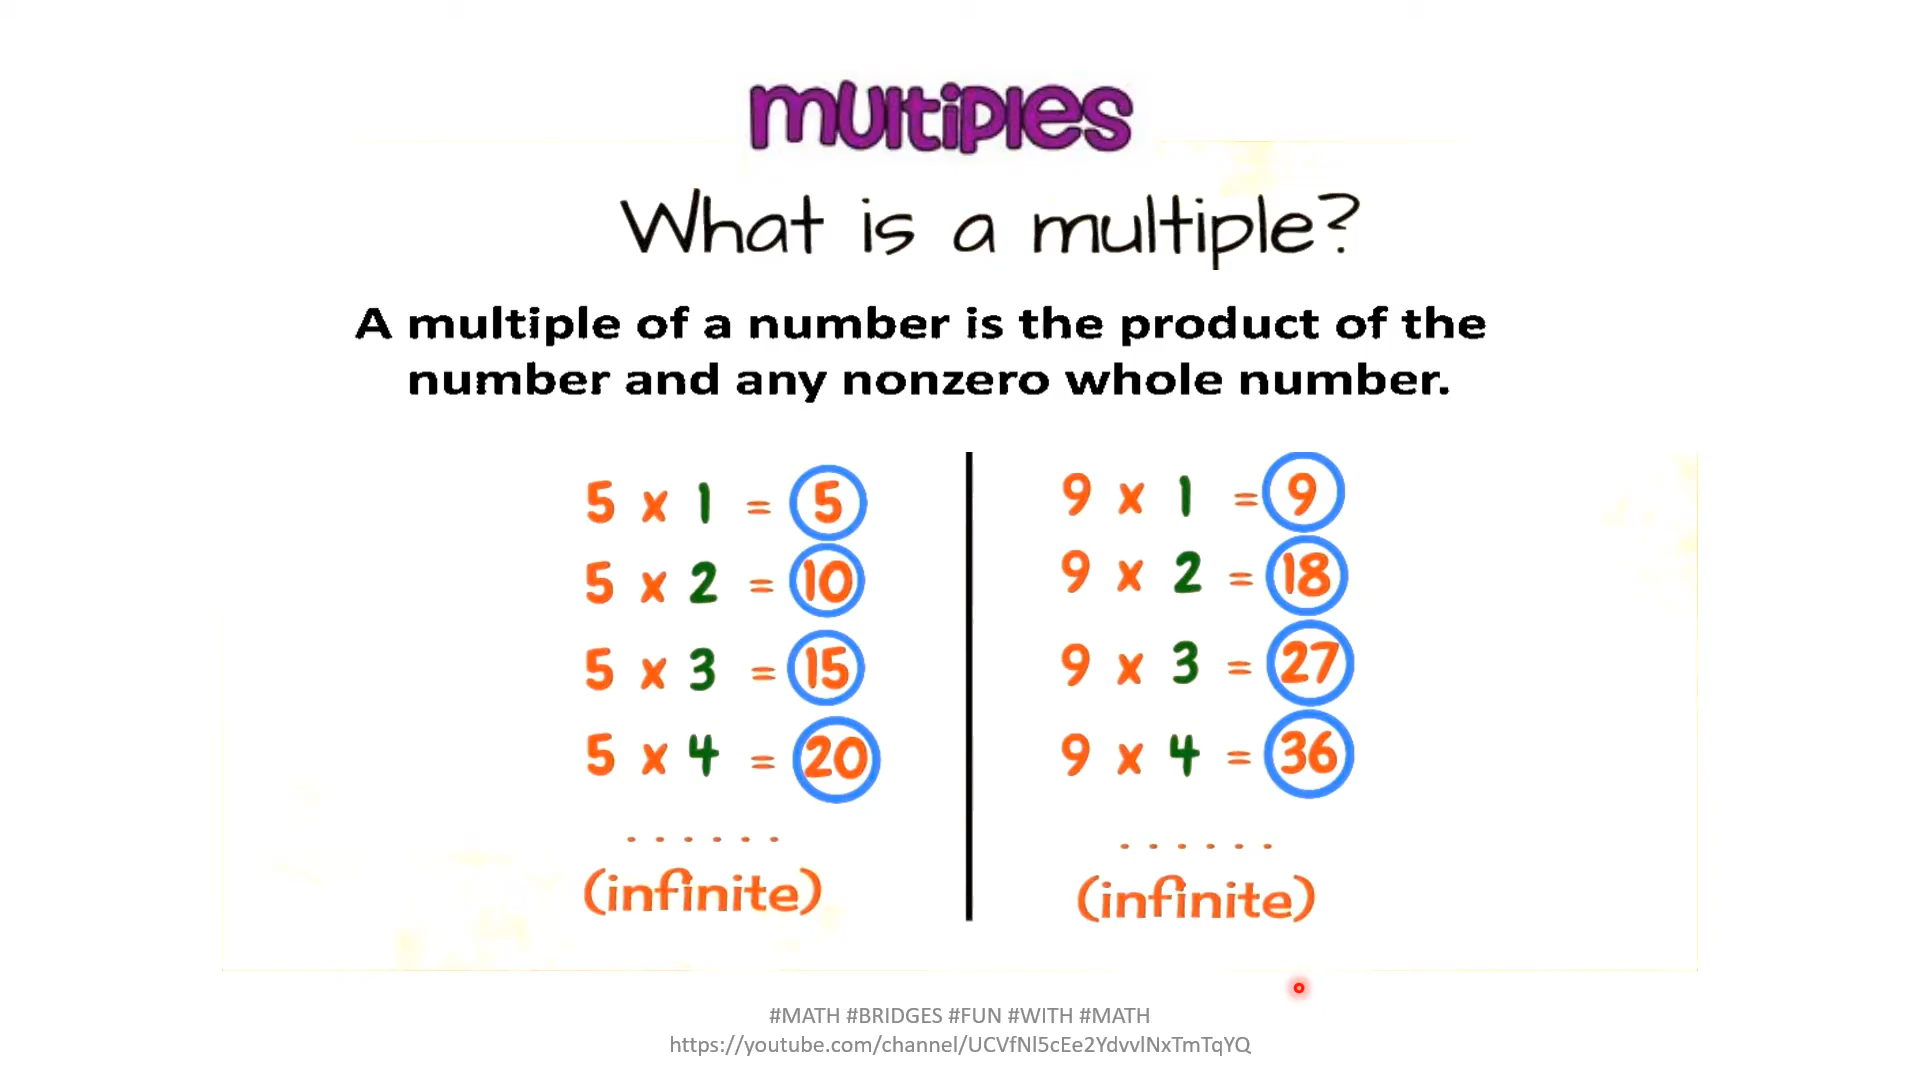 multiples
What is a multiple?
A multiple of a number is the product of the
number and any nonzero whole number.
5 x 1 = 5
5 x 2 = 10
5 x 3 = 15
5 x 4 = 20
. . . . . .
(infinite)
9 x 1 = 9
9 x 2 = 18
9 x 3 = 27
9 x 4 = 36
. . . . . .
(infinite)
#MATH #BRIDGES #FUN #WITH #MATH
https://youtube.com/channel/UCVfNl5cEe2YdvvlNxTmTqYQ